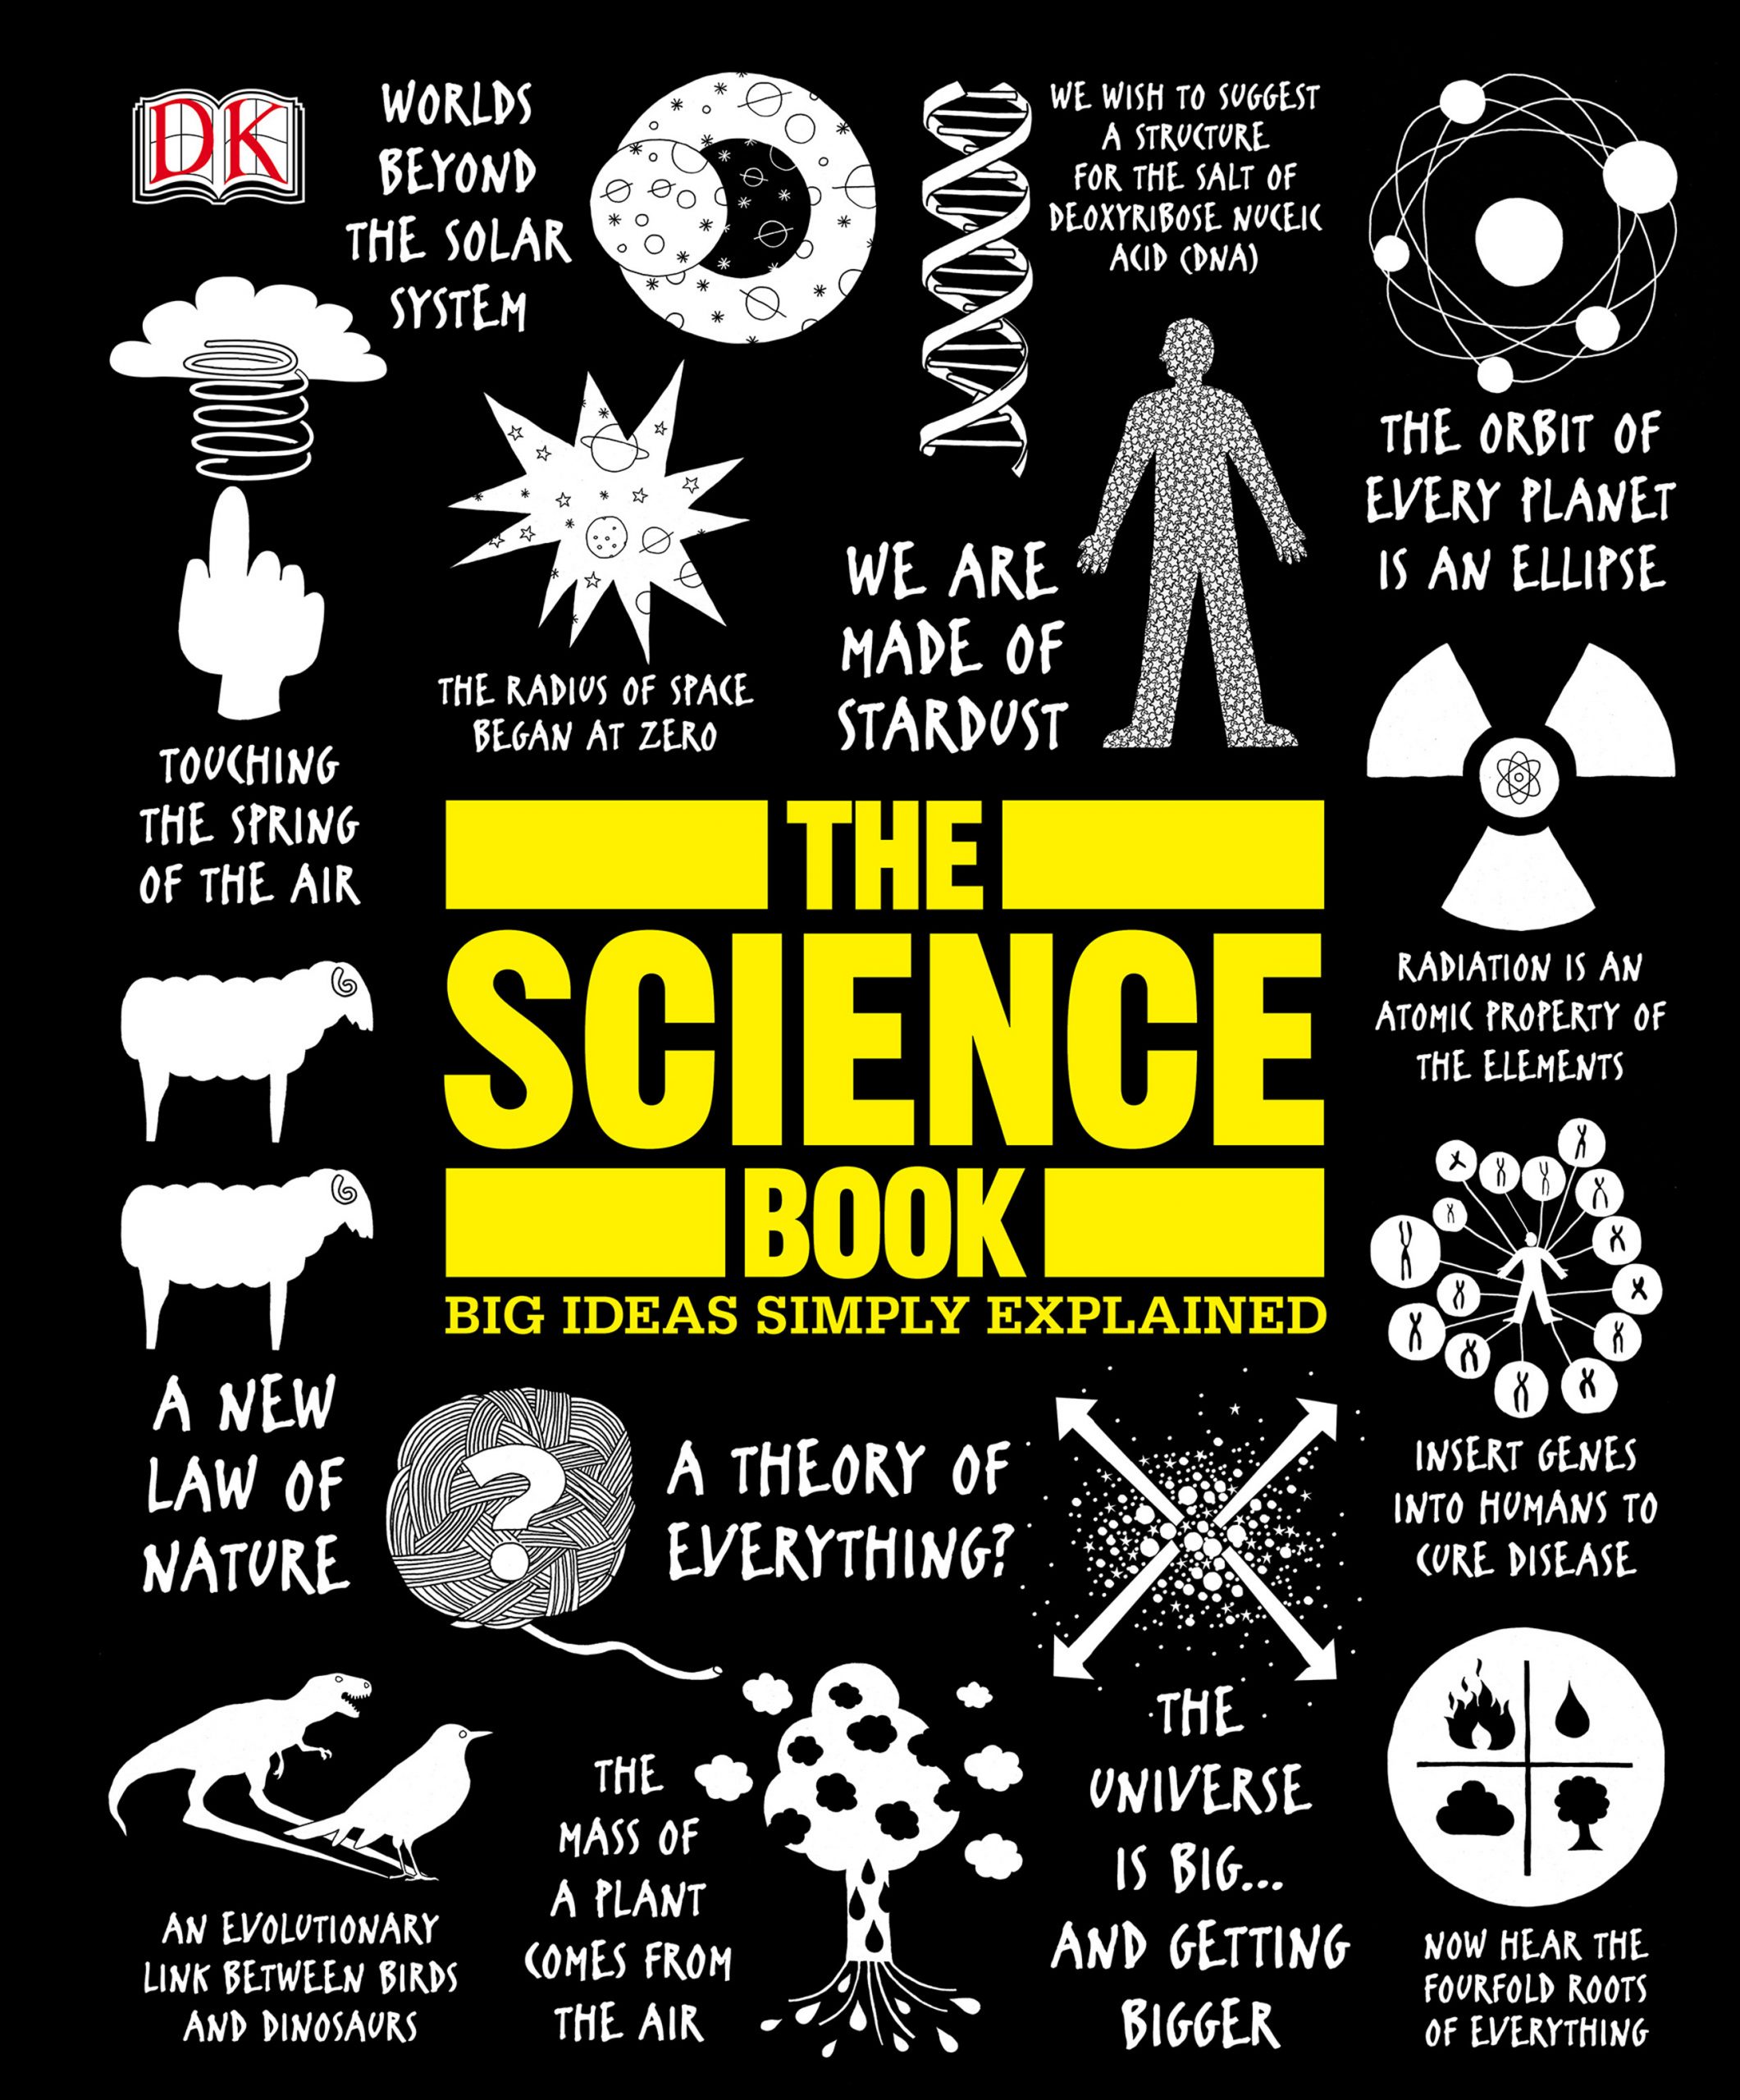 DK
WORLDS
BEYOND
THE SOLAR
SYSTEM
WE WISH TO SUGGEST
A STRUCTURE
FOR THE SALT OF
DEOXYRIBOSE NUCEIC
ACID (DNA)
THE ORBIT OF
EVERY PLANET
IS AN ELLIPSE
WE ARE
MADE OF
STARDUST
THE RADIUS OF SPACE
BEGAN AT ZERO
TOUCHING
THE SPRING
OF THE AIR
THE
SCIENCE
BOOK
BIG IDEAS SIMPLY EXPLAINED
RADIATION IS AN
ATOMIC PROPERTY OF
THE ELEMENTS
A NEW
LAW OF
NATURE
?
A THEORY OF
EVERYTHING?
INSERT GENES
INTO HUMANS TO
CURE DISEASE
AN EVOLUTIONARY
LINK BETWEEN BIRDS
AND DINOSAURS
THE
MASS OF
A PLANT
COMES FROM
THE AIR
THE
UNIVERSE
IS BIG...
AND GETTING
BIGGER
NOW HEAR THE
FOURFOLD ROOTS
OF EVERYTHING